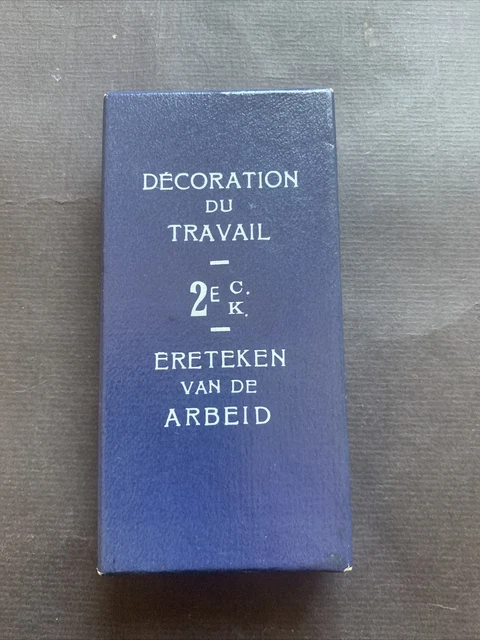 DÉCORATION
DU
TRAVAIL
—
2E C.
K.
—
ERETEKEN
VAN DE
ARBEID